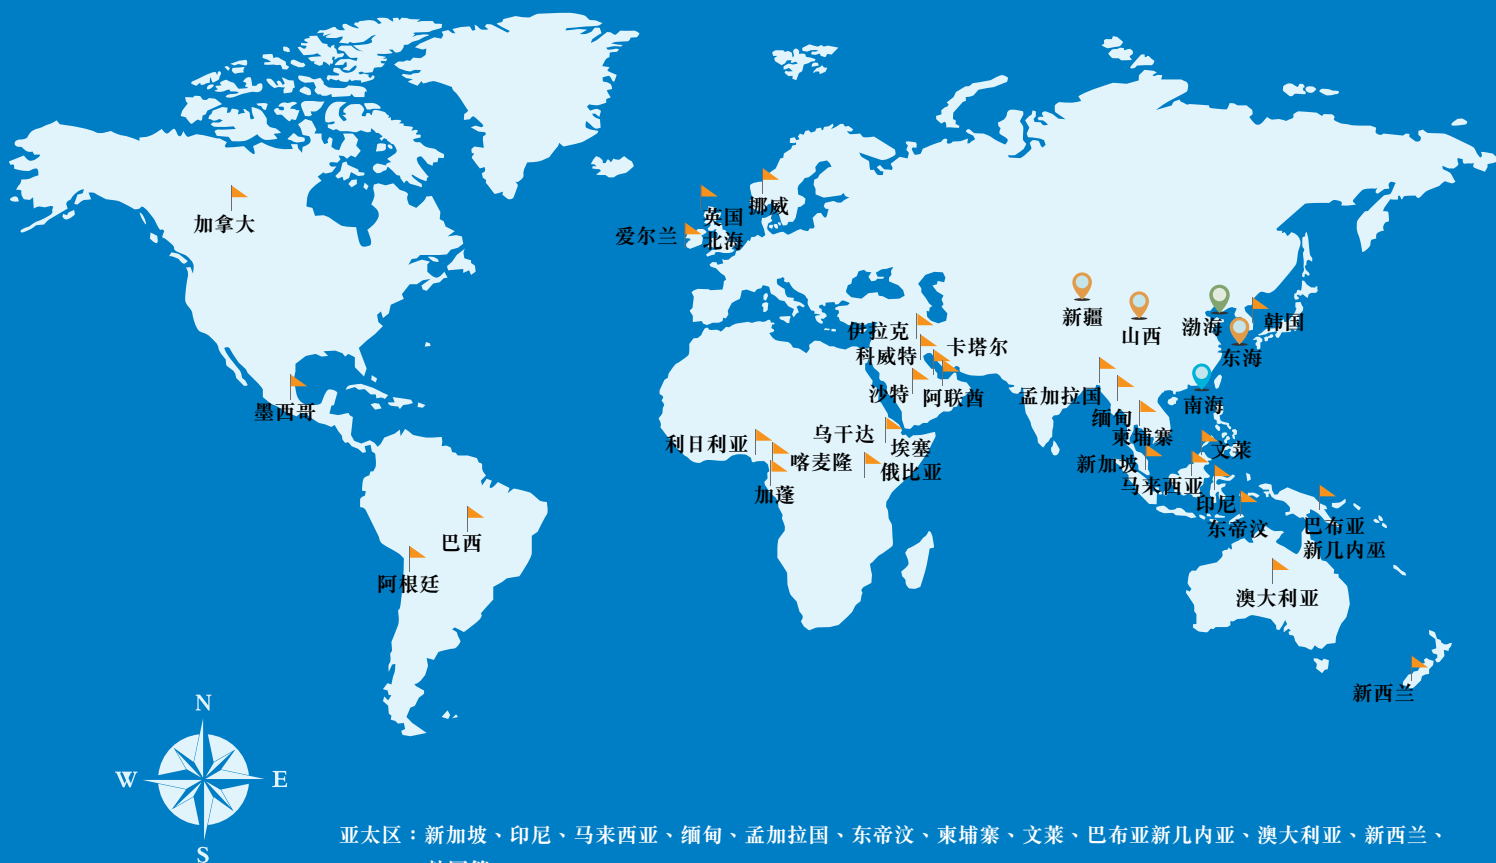 加拿大
墨西哥
巴西
阿根廷
爱尔兰
英国
北海
挪威
伊拉克
科威特
卡塔尔
沙特
阿联酋
利日利亚
乌干达
埃塞
俄比亚
喀麦隆
加蓬
新疆
山西
渤海
韩国
东海
南海
孟加拉国
缅甸
柬埔寨
新加坡
文莱
马来西亚
印尼
东帝汶
巴布亚
新几内巫
澳大利亚
新西兰
N
W
E
S
亚太区：新加坡、印尼、马来西亚、缅甸、孟加拉国、东帝汶、柬埔寨、文莱、巴布亚新几内亚、澳大利亚、新西兰、